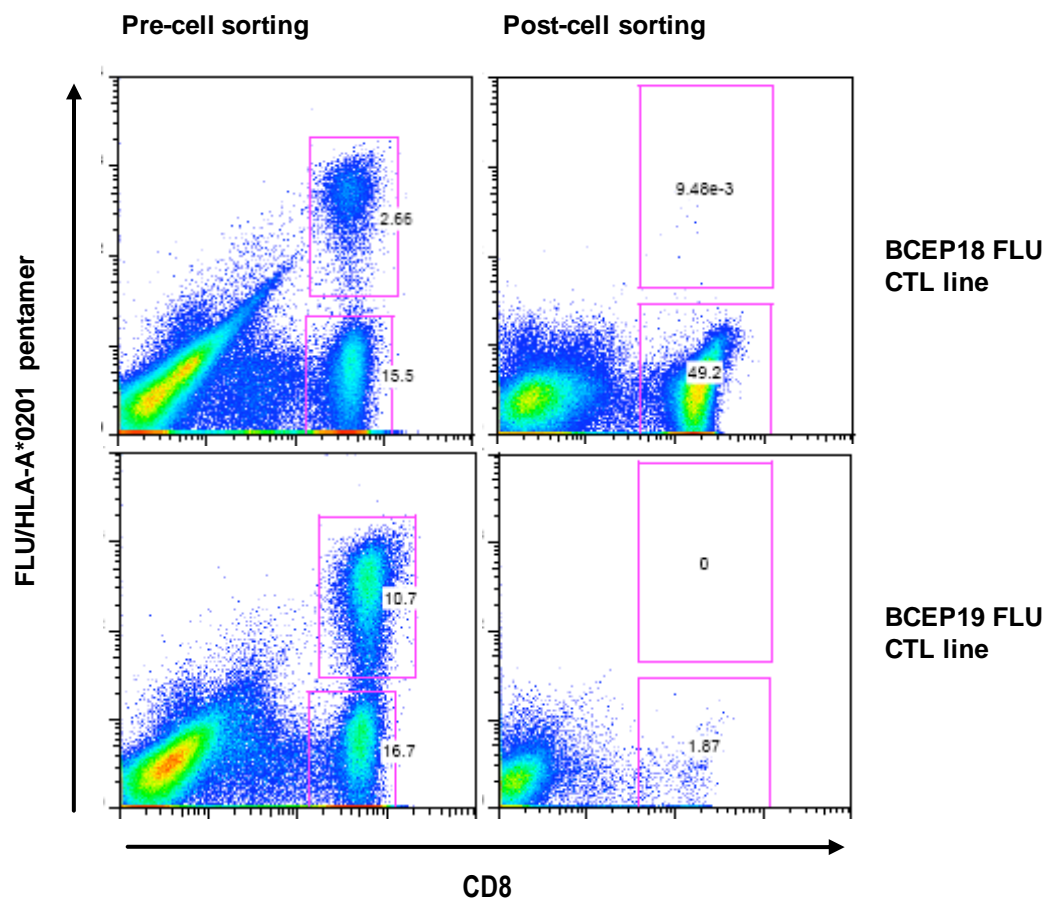 Pre-cell sorting
Post-cell sorting
FLU/HLA-A*0201 pentamer
2.66
15.5
9.48e-3
49.2
BCEP18 FLU
CTL line
10.7
16.7
0
1.87
BCEP19 FLU
CTL line
CD8